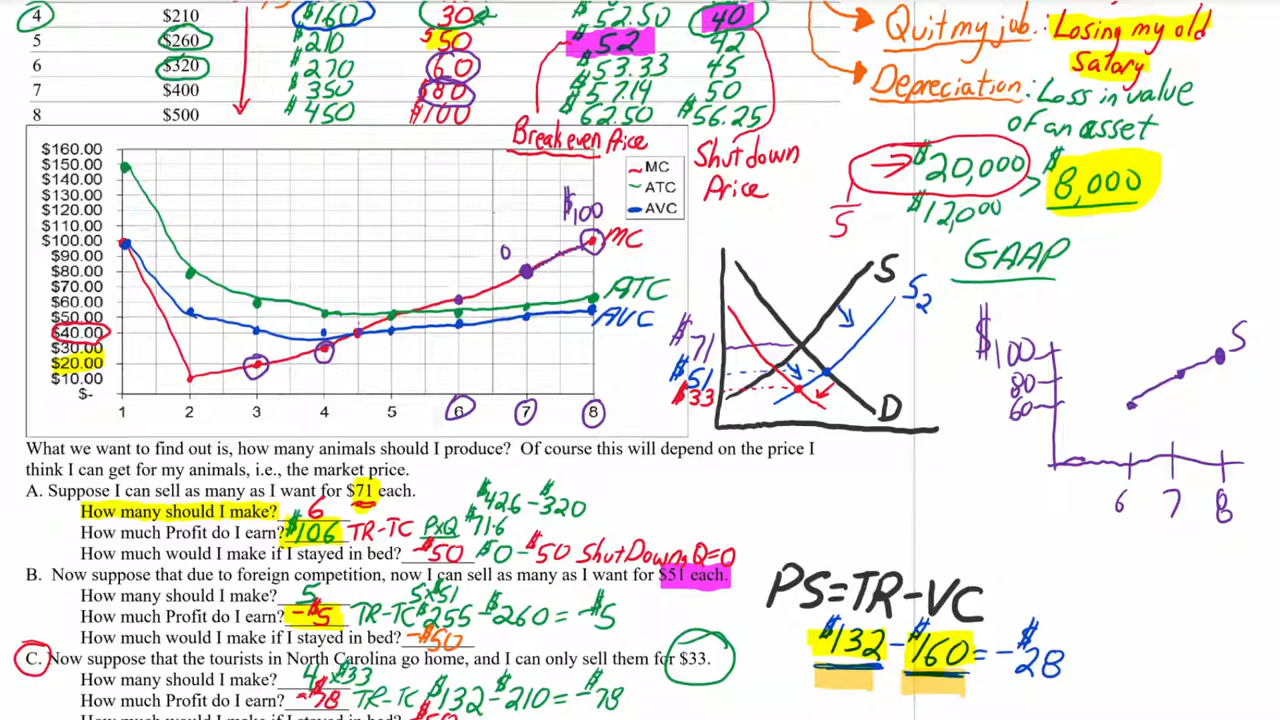 4 $210 $160 30 $52.50 40
5 $260 $210 $50 $52 42
6 $320 $270 60 $53.33 45
7 $400 $350 $80 $57.14 50
8 $500 $450 $100 $62.50 $56.25
Quit my job: Losing my old
Salary
Depreciation: Loss in value
of an asset
Breakeven Price
Shutdown
Price
→ $20,000 > $8,000
$12,000
S
GAAP
$160.00
$150.00
$140.00
$130.00
$120.00
$110.00
$100.00
$90.00
$80.00
$70.00
$60.00
$50.00
$40.00
$30.00
$20.00
$10.00
$-
1 2 3 4 5 6 7 8
MC
ATC
AVC
$100
MC
ATC
AVC
S
S2
$71
$51
$33
D
$100
80
60
S
6 7 8
What we want to find out is, how many animals should I produce? Of course this will depend on the price I
think I can get for my animals, i.e., the market price.
A. Suppose I can sell as many as I want for $71 each.
How many should I make? 6 $426 - $320
How much Profit do I earn? $106 TR-TC PxQ $71·6
How much would I make if I stayed in bed? -$50 $0 - $50 Shut Down Q=0
B. Now suppose that due to foreign competition, now I can sell as many as I want for $51 each.
How many should I make? 5 5x$51
How much Profit do I earn? -$5 TR-TC $255 - $260 = -$5
How much would I make if I stayed in bed? -$50
C. Now suppose that the tourists in North Carolina go home, and I can only sell them for $33.
How many should I make? 4 x $33
How much Profit do I earn? -$78 TR-TC $132 - $210 = -$78
PS=TR-VC
$132 - $160 = -$28